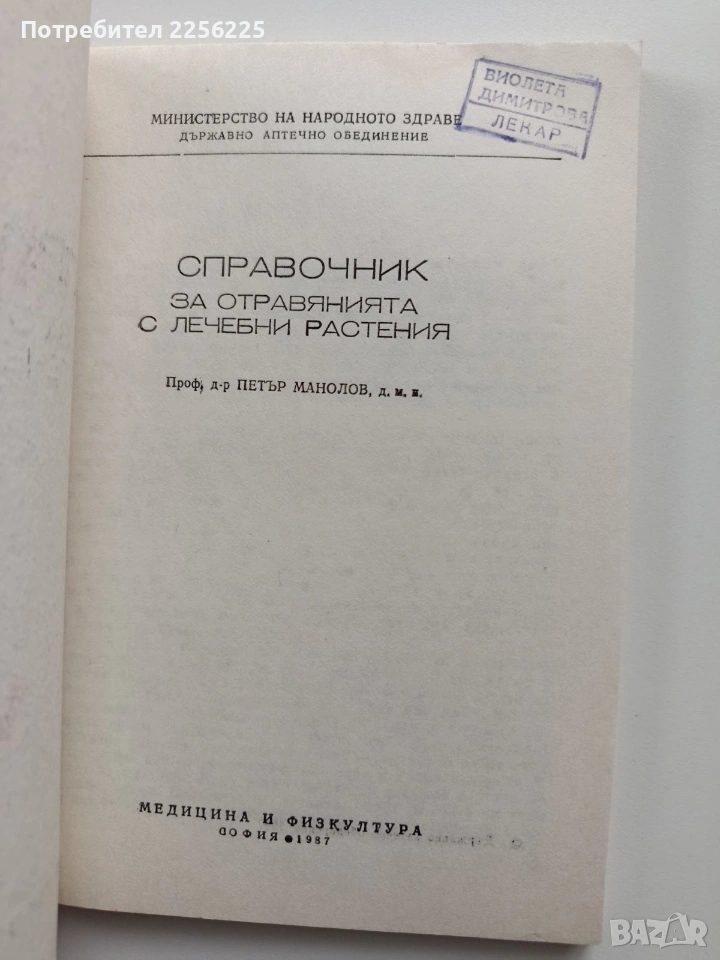 Потребител 2256225
ВИОЛЕТА
ДИМИТРОВА
ЛЕКАР
МИНИСТЕРСТВО НА НАРОДНОТО ЗДРАВЕ
ДЪРЖАВНО АПТЕЧНО ОБЕДИНЕНИЕ
СПРАВОЧНИК
ЗА ОТРАВЯНИЯТА
С ЛЕЧЕБНИ РАСТЕНИЯ
Проф. д-р ПЕТЪР МАНОЛОВ, д. м. н.
МЕДИЦИНА И ФИЗКУЛТУРА
СОФИЯ ● 1987
BAZAR